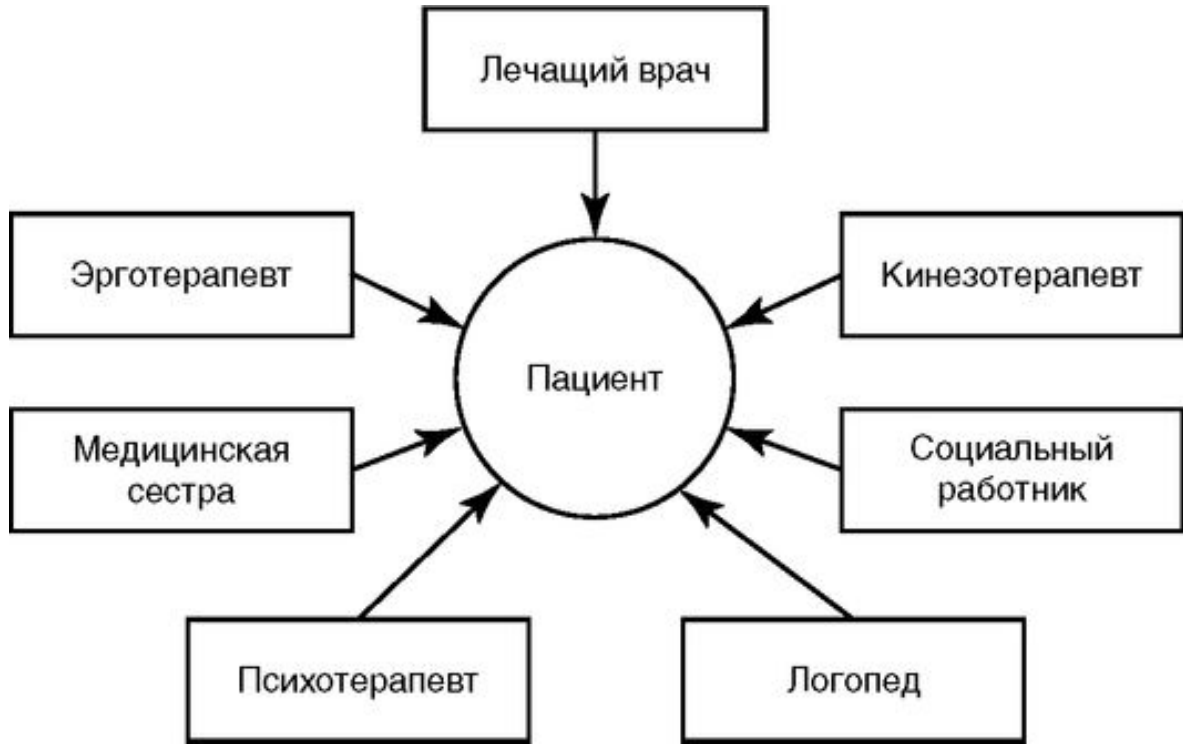 Лечащий врач
Эрготерапевт
Кинезотерапевт
Пациент
Медицинская
сестра
Социальный
работник
Психотерапевт
Логопед